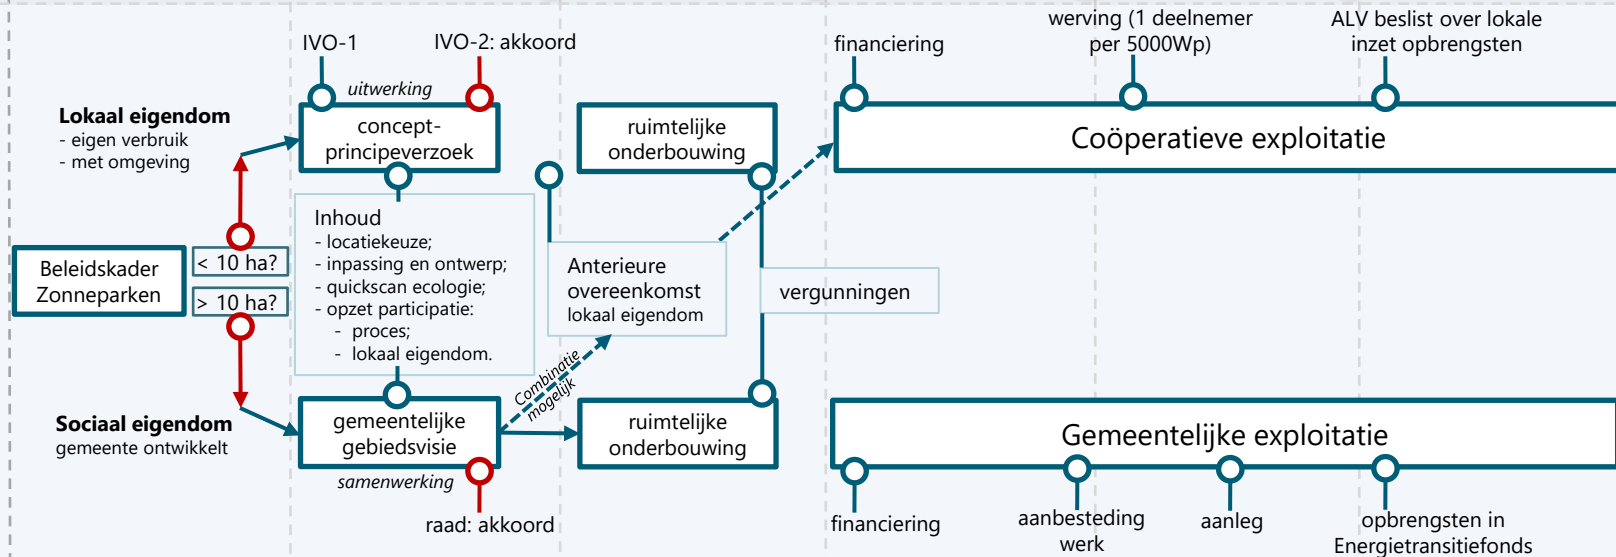 IVO-1
IVO-2: akkoord
uitwerking
financiering
werving (1 deelnemer
per 5000Wp)
ALV beslist over lokale
inzet opbrengsten
Lokaal eigendom
- eigen verbruik
- met omgeving
concept-
principeverzoek
ruimtelijke
onderbouwing
Coöperatieve exploitatie
Beleidskader
Zonneparken
< 10 ha?
> 10 ha?
Inhoud
- locatiekeuze;
- inpassing en ontwerp;
- quickscan ecologie;
- opzet participatie:
- proces;
- lokaal eigendom.
Anterieure
overeenkomst
lokaal eigendom
vergunningen
Combinatie
mogelijk
Sociaal eigendom
gemeente ontwikkelt
gemeentelijke
gebiedsvisie
ruimtelijke
onderbouwing
Gemeentelijke exploitatie
samenwerking
raad: akkoord
financiering
aanbesteding
werk
aanleg
opbrengsten in
Energietransitiefonds